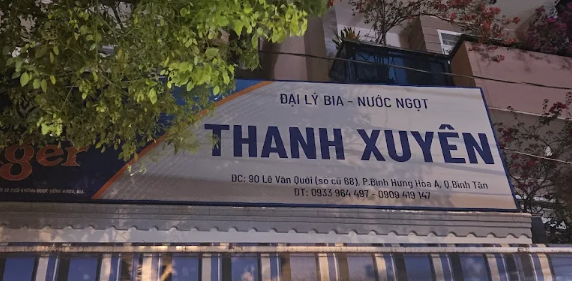 ĐẠI LÝ BIA - NƯỚC NGỌT
THANH XUYÊN
ĐC: 90 Lê Văn Quới (số cũ 68), P.Bình Hưng Hòa A, Q.Bình Tân
ĐT: 0933 964 497 - 0909 419 147
ger